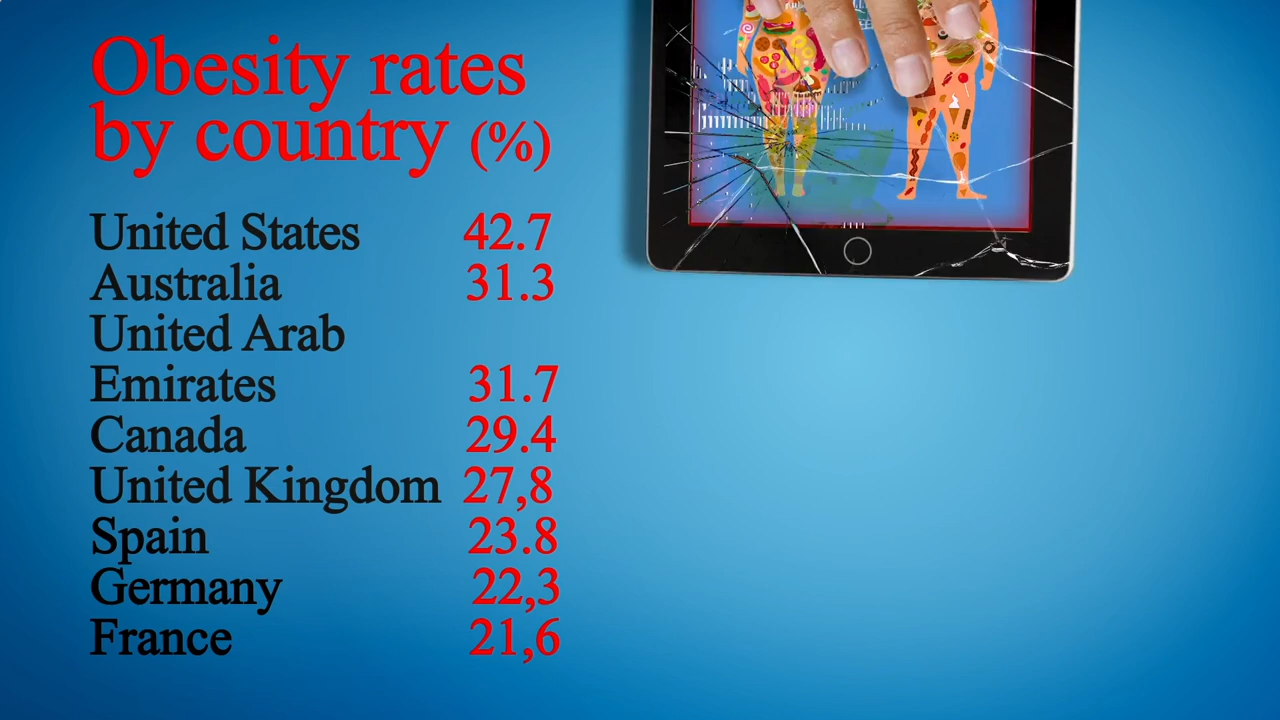 Obesity rates
by country (%)
United States 42.7
Australia 31.3
United Arab
Emirates 31.7
Canada 29.4
United Kingdom 27,8
Spain 23.8
Germany 22,3
France 21,6